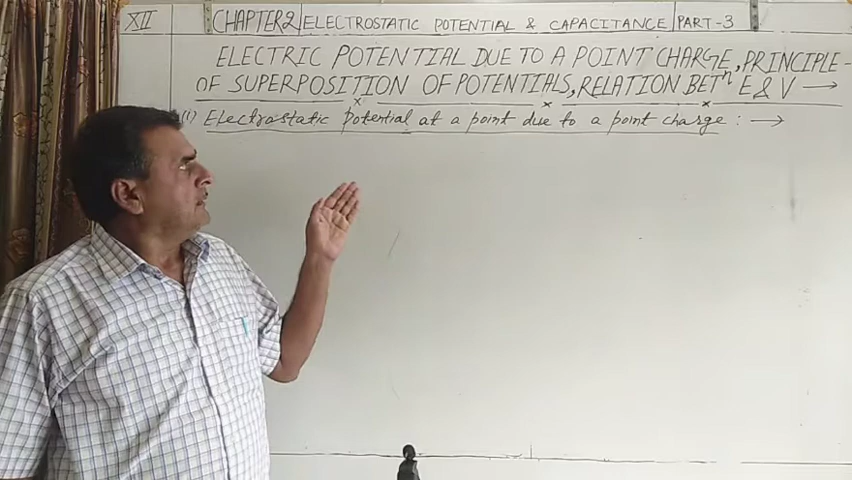 XII CHAPTER 2 ELECTROSTATIC POTENTIAL & CAPACITANCE PART-3
ELECTRIC POTENTIAL DUE TO A POINT CHARGE, PRINCIPLE-
OF SUPERPOSITION OF POTENTIALS, RELATION BETⁿ E & V →
(i) Electrostatic Potential at a point due to a point charge : →